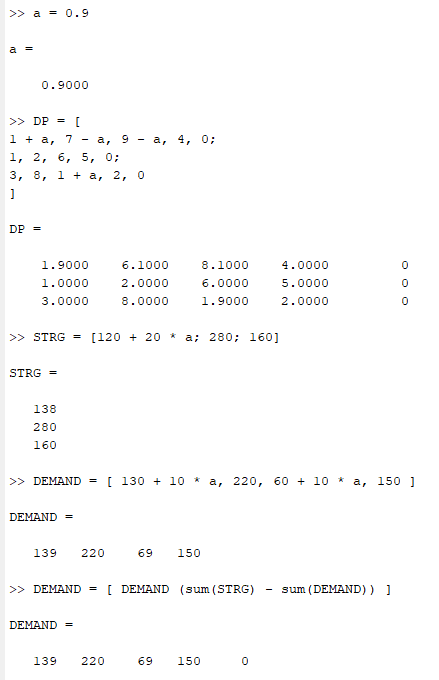 >> a = 0.9
a =
0.9000
>> DP = [
1 + a, 7 - a, 9 - a, 4, 0;
1, 2, 6, 5, 0;
3, 8, 1 + a, 2, 0
]
DP =
1.9000 6.1000 8.1000 4.0000 0
1.0000 2.0000 6.0000 5.0000 0
3.0000 8.0000 1.9000 2.0000 0
>> STRG = [120 + 20 * a; 280; 160]
STRG =
138
280
160
>> DEMAND = [ 130 + 10 * a, 220, 60 + 10 * a, 150 ]
DEMAND =
139 220 69 150
>> DEMAND = [ DEMAND (sum(STRG) - sum(DEMAND)) ]
DEMAND =
139 220 69 150 0